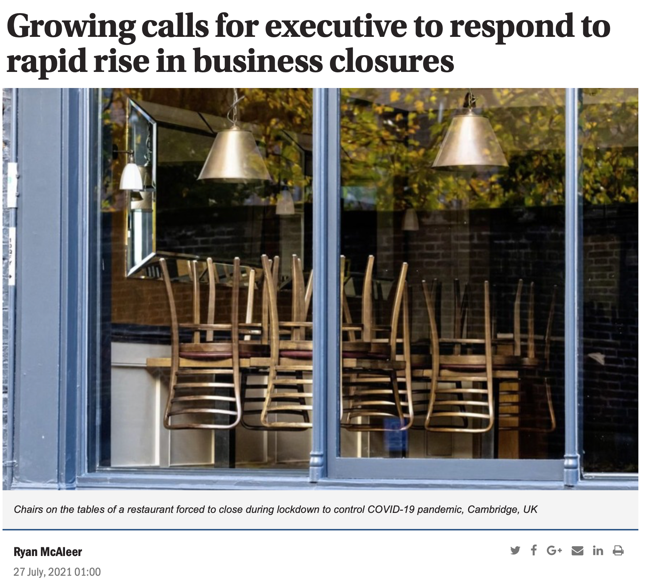 Growing calls for executive to respond to
rapid rise in business closures
Chairs on the tables of a restaurant forced to close during lockdown to control COVID-19 pandemic, Cambridge, UK
Ryan McAleer
27 July, 2021 01:00